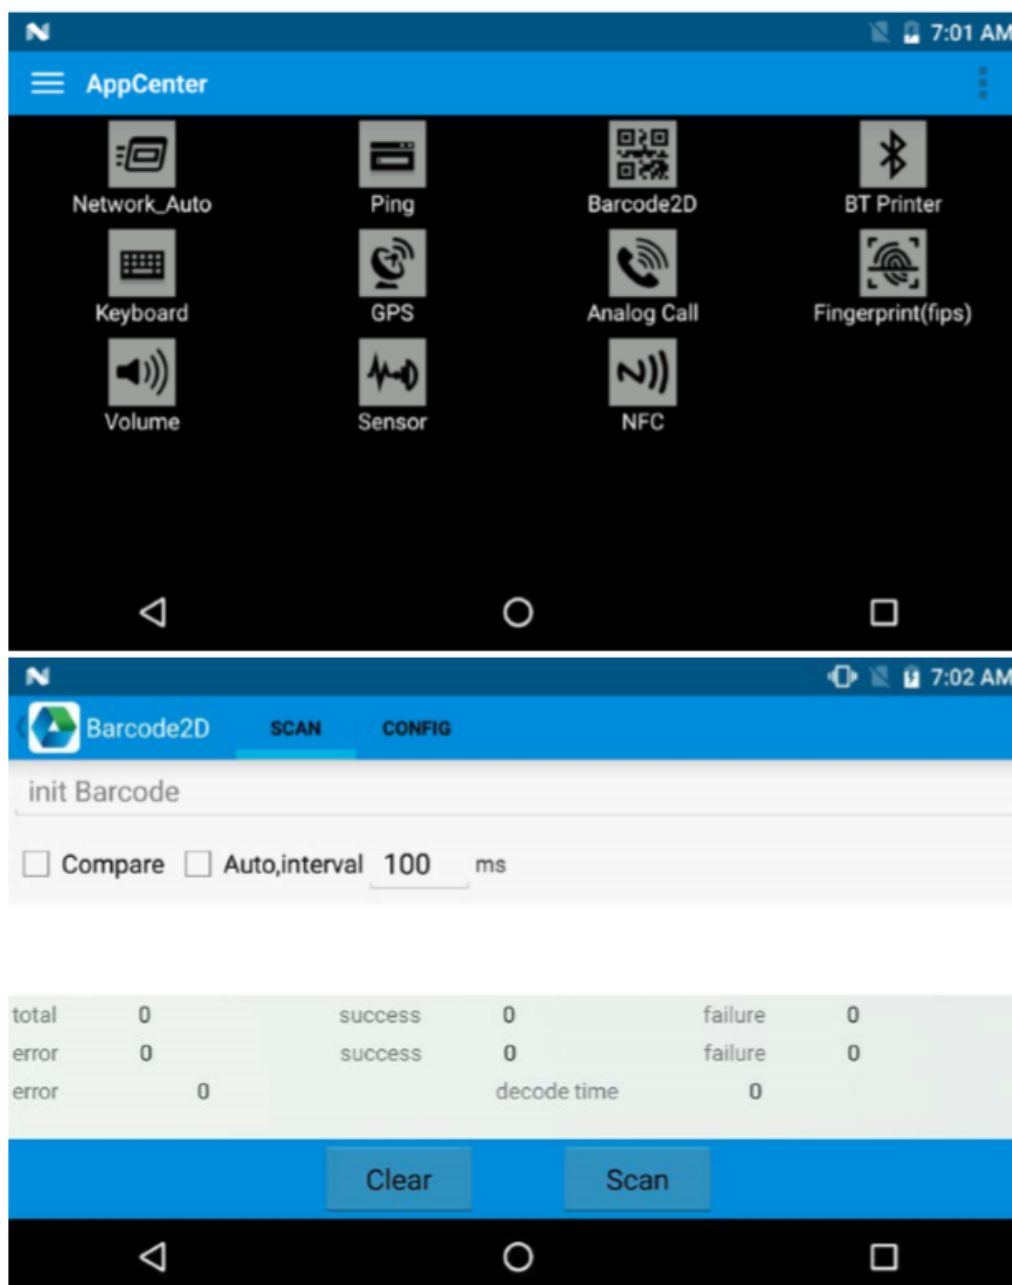 7:01 AM
AppCenter
Network_Auto Ping Barcode2D BT Printer
Keyboard GPS Analog Call Fingerprint(fips)
Volume Sensor NFC
7:02 AM
Barcode2D SCAN CONFIG
init Barcode
Compare Auto,interval 100 ms
total 0 success 0 failure 0
error 0 success 0 failure 0
error 0 decode time 0
Clear Scan